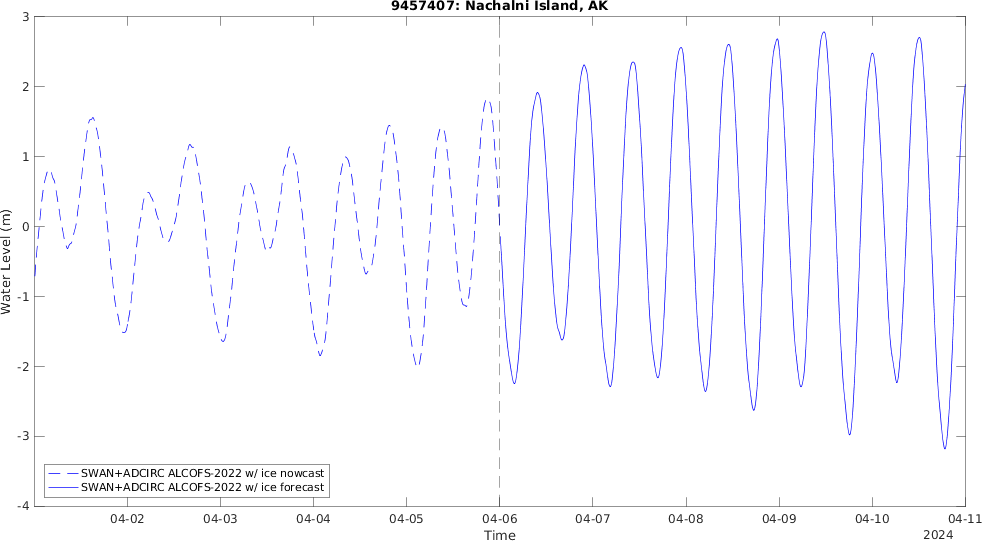 9457407: Nachalni Island, AK
3
2
1
0
-1
-2
-3
-4
Water Level (m)
SWAN+ADCIRC ALCOFS-2022 w/ ice nowcast
SWAN+ADCIRC ALCOFS-2022 w/ ice forecast
04-02 04-03 04-04 04-05 04-06 04-07 04-08 04-09 04-10 04-11
Time
2024